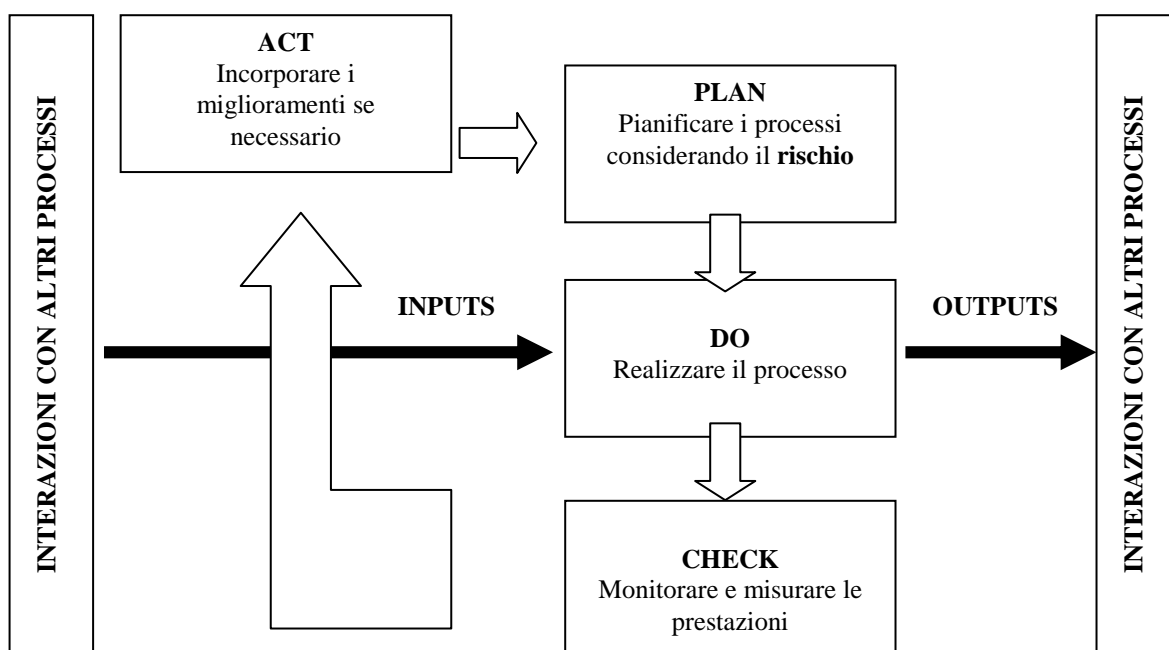 INTERAZIONI CON ALTRI PROCESSI
ACT
Incorporare i
miglioramenti se
necessario
PLAN
Pianificare i processi
considerando il rischio
INPUTS
DO
Realizzare il processo
OUTPUTS
CHECK
Monitorare e misurare le
prestazioni
INTERAZIONI CON ALTRI PROCESSI